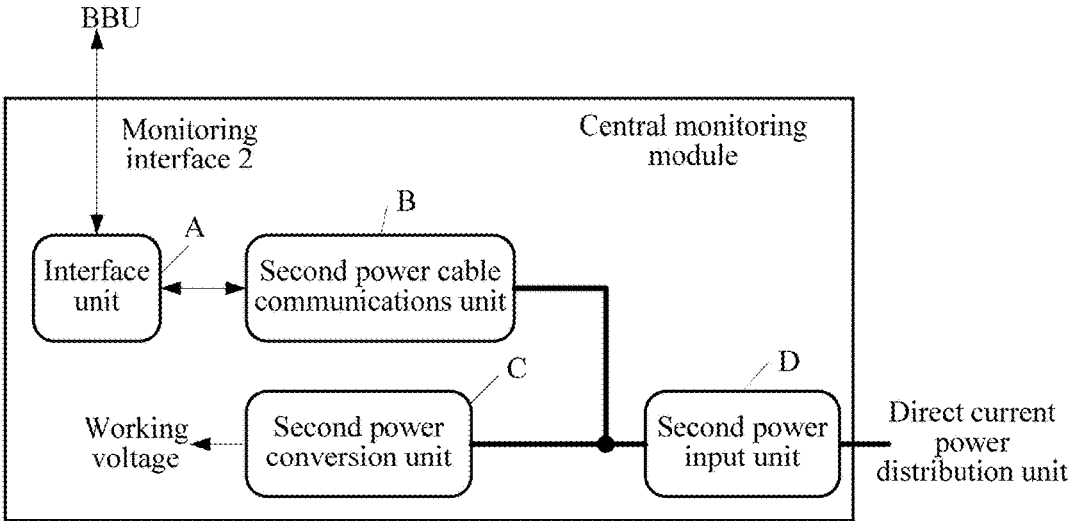 BBU
Monitoring
interface 2
Central monitoring
module
A
B
Interface
unit
Second power cable
communications unit
C
D
Working
voltage
Second power
conversion unit
Second power
input unit
Direct current
power
distribution unit